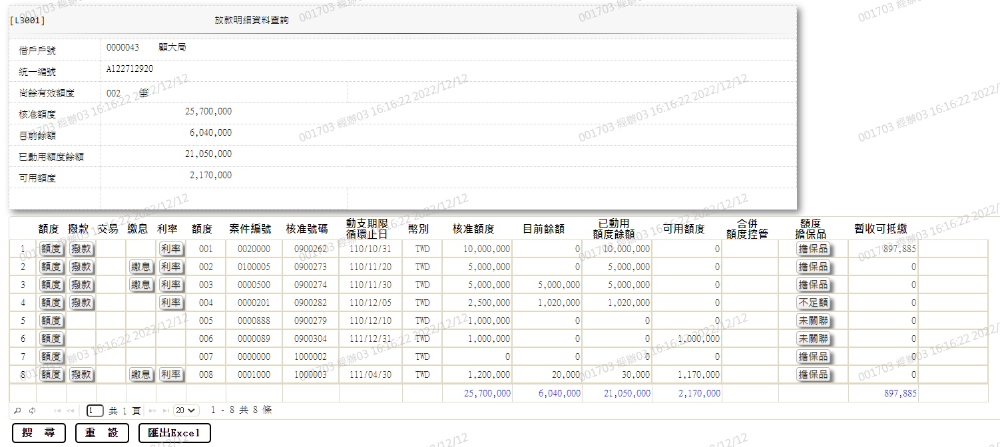 [L3001] 放款明細資料查詢
借戶戶號 0000043 顧大局
統一編號 A122712920
尚餘有效額度 002 筆
核准額度 25,700,000
目前餘額 6,040,000
已動用額度餘額 21,050,000
可用額度 2,170,000
額度 撥款 交易 繳息 利率 額度 案件編號 核准號碼 動支期限 循環止日 幣別 核准額度 目前餘額 已動用 額度餘額 可用額度 合併 額度控管 額度 擔保品 暫收可抵繳
1 額度 撥款 利率 001 0020000 0900262 110/10/31 TWD 10,000,000 0 10,000,000 0 擔保品 897,885
2 額度 撥款 繳息 利率 002 0100005 0900273 110/11/20 TWD 5,000,000 0 5,000,000 0 擔保品 0
3 額度 撥款 繳息 利率 003 0000500 0900274 110/11/30 TWD 5,000,000 5,000,000 5,000,000 0 擔保品 0
4 額度 撥款 利率 004 0000201 0900282 110/12/05 TWD 2,500,000 1,020,000 1,020,000 0 不足額 0
5 額度 005 0000888 0900279 110/12/10 TWD 1,000,000 0 0 0 未關聯 0
6 額度 006 0000089 0900304 111/12/31 TWD 1,000,000 0 0 1,000,000 未關聯 0
7 額度 007 0000000 1000002 TWD 0 0 0 0 擔保品 0
8 額度 撥款 繳息 利率 008 0001000 1000003 111/04/30 TWD 1,200,000 20,000 30,000 1,170,000 擔保品 0
25,700,000 6,040,000 21,050,000 2,170,000 897,885
1 共 1 頁 20 1 - 8 共 8 條
搜 尋 重 設 匯出Excel
001703 經辦03 16:16:22 2022/12/12